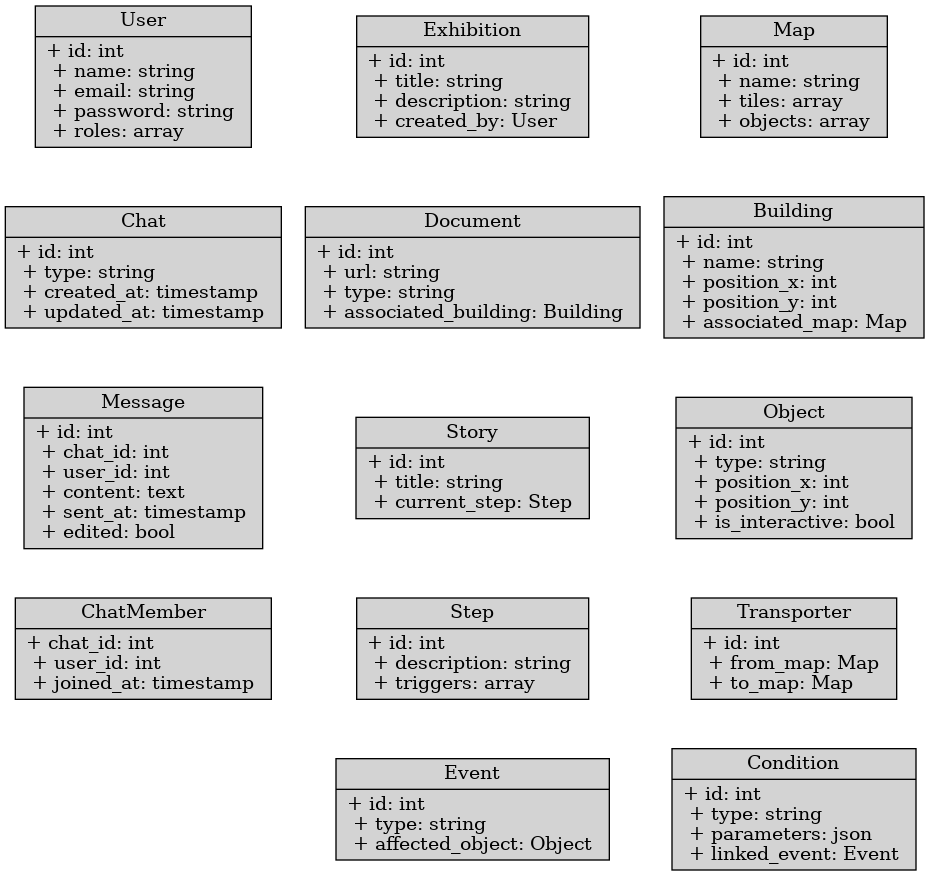 User
+ id: int
+ name: string
+ email: string
+ password: string
+ roles: array
Exhibition
+ id: int
+ title: string
+ description: string
+ created_by: User
Map
+ id: int
+ name: string
+ tiles: array
+ objects: array
Chat
+ id: int
+ type: string
+ created_at: timestamp
+ updated_at: timestamp
Document
+ id: int
+ url: string
+ type: string
+ associated_building: Building
Building
+ id: int
+ name: string
+ position_x: int
+ position_y: int
+ associated_map: Map
Message
+ id: int
+ chat_id: int
+ user_id: int
+ content: text
+ sent_at: timestamp
+ edited: bool
Story
+ id: int
+ title: string
+ current_step: Step
Object
+ id: int
+ type: string
+ position_x: int
+ position_y: int
+ is_interactive: bool
ChatMember
+ chat_id: int
+ user_id: int
+ joined_at: timestamp
Step
+ id: int
+ description: string
+ triggers: array
Transporter
+ id: int
+ from_map: Map
+ to_map: Map
Event
+ id: int
+ type: string
+ affected_object: Object
Condition
+ id: int
+ type: string
+ parameters: json
+ linked_event: Event